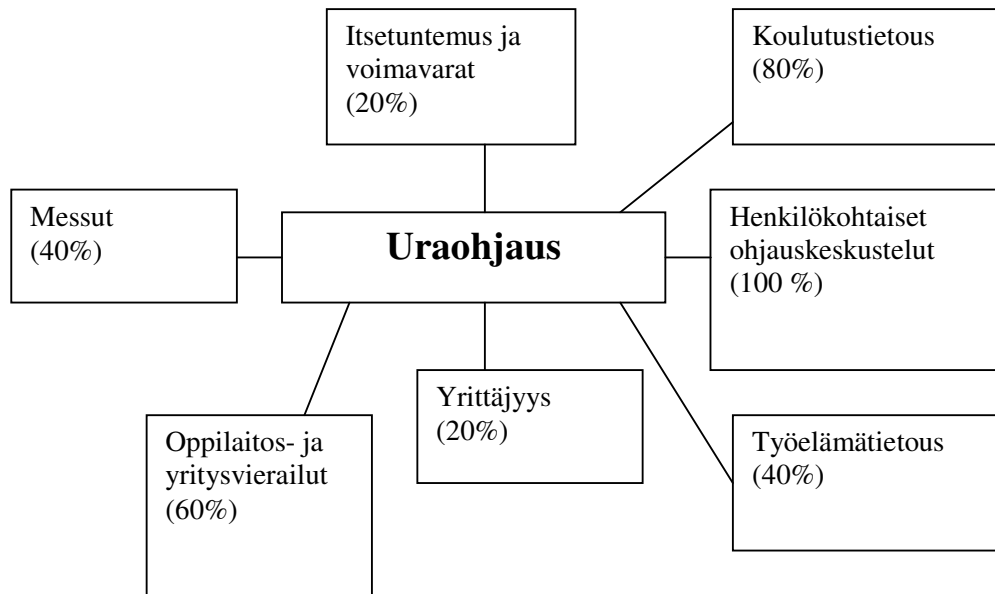 Itsetuntemus ja
voimavarat
(20%)
Koulutustietous
(80%)
Messut
(40%)
Uraohjaus
Henkilökohtaiset
ohjauskeskustelut
(100 %)
Oppilaitos- ja
yritysvierailut
(60%)
Yrittäjyys
(20%)
Työelämätietous
(40%)